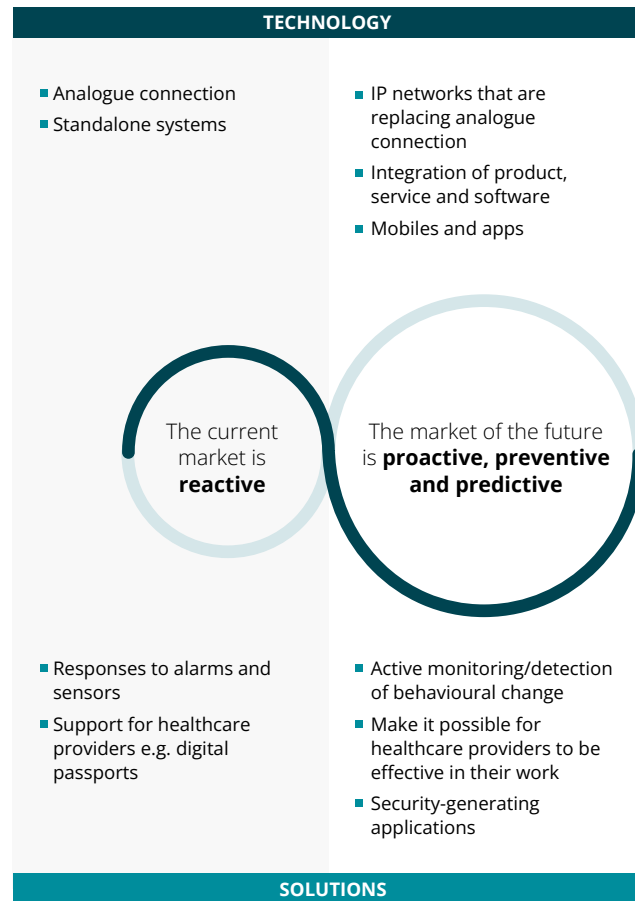 TECHNOLOGY
Analogue connection
Standalone systems
IP networks that are
replacing analogue
connection
Integration of product,
service and software
Mobiles and apps
The current
market is
reactive
The market of the future
is proactive, preventive
and predictive
Responses to alarms and
sensors
Support for healthcare
providers e.g. digital
passports
Active monitoring/detection
of behavioural change
Make it possible for
healthcare providers to be
effective in their work
Security-generating
applications
SOLUTIONS